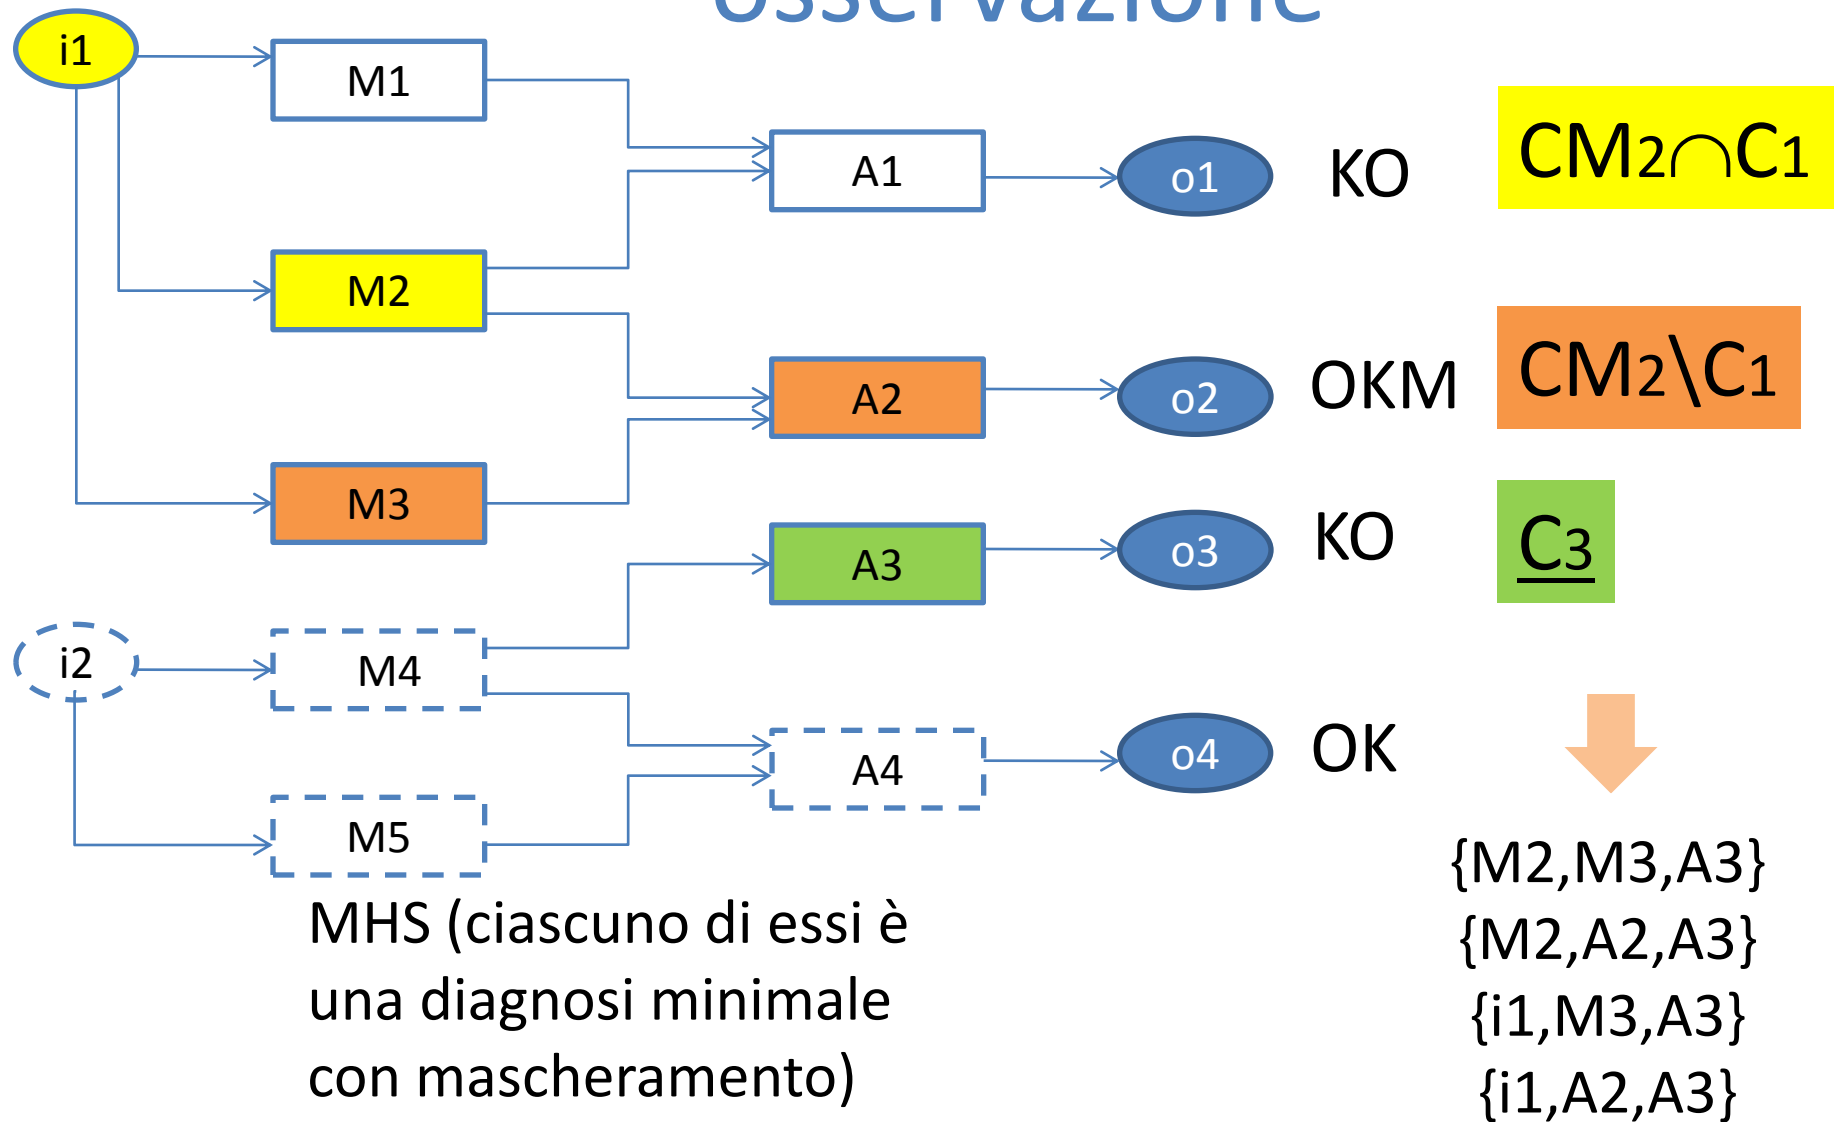 osservazione
i1
M1
A1
o1
KO
CM2∩C1
M2
A2
o2
OKM
CM2\C1
M3
A3
o3
KO
C3
i2
M4
A4
o4
OK
M5
MHS (ciascuno di essi è
una diagnosi minimale
con mascheramento)
{M2,M3,A3}
{M2,A2,A3}
{i1,M3,A3}
{i1,A2,A3}